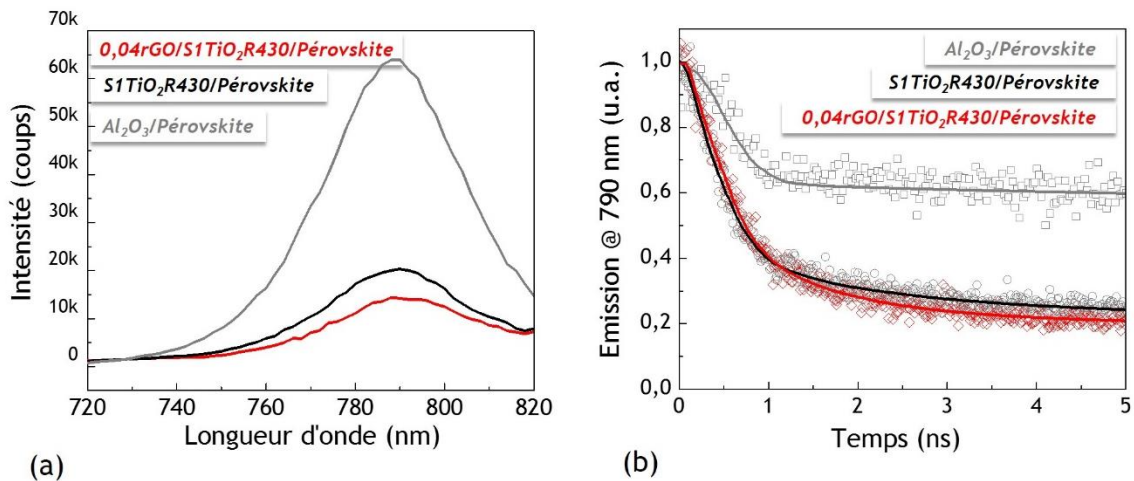 70k
60k
50k
40k
30k
20k
10k
0
Intensité (coups)
0,04rGO/S1TiO₂R430/Pérovskite
S1TiO₂R430/Pérovskite
Al₂O₃/Pérovskite
720 740 760 780 800 820
Longueur d'onde (nm)
(a)
1,0
0,8
0,6
0,4
0,2
0,0
Emission @ 790 nm (u.a.)
Al₂O₃/Pérovskite
S1TiO₂R430/Pérovskite
0,04rGO/S1TiO₂R430/Pérovskite
0 1 2 3 4 5
Temps (ns)
(b)